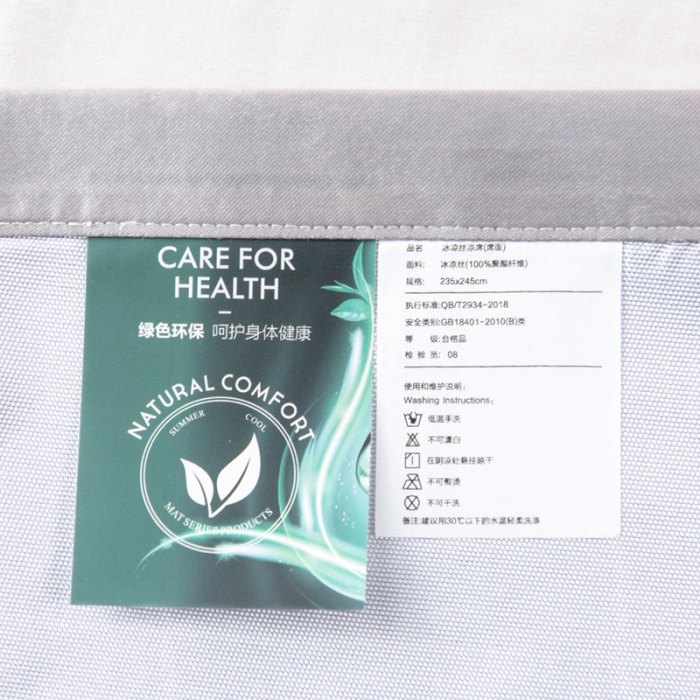 CARE FOR
HEALTH
绿色环保 呵护身体健康
NATURAL COMFORT
SUMMER COOL
MAT SERIES PRODUCTS
品名 冰凉丝凉席(席面)
面料: 冰凉丝(100%聚酯纤维)
规格: 235x245cm
执行标准:QB/T2934-2018
安全类别:GB18401-2010(B)类
等 级:合格品
检 验 员: 08
使用和维护说明:
Washing Instructions:
低温手洗
不可漂白
在阴凉处悬挂晾干
不可熨烫
不可干洗
备注:建议用30℃以下的水温轻柔洗涤